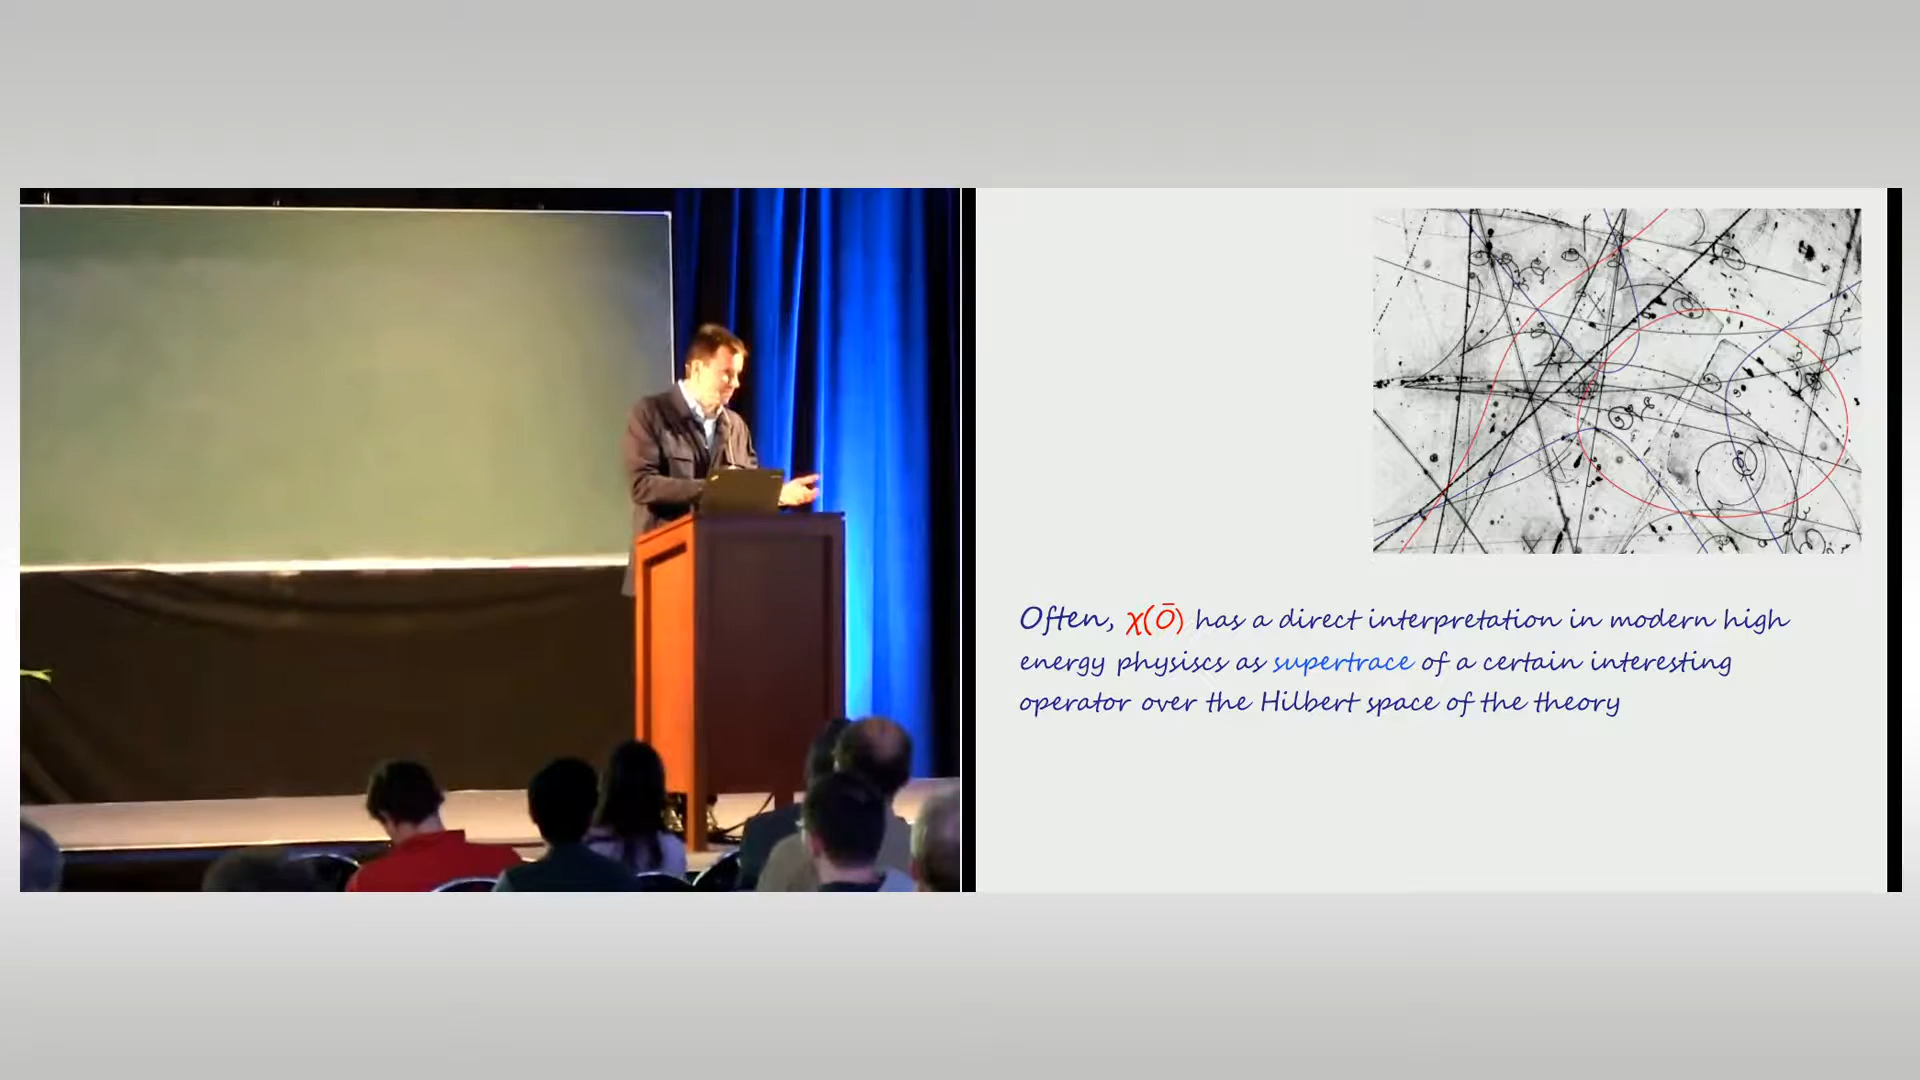 Often, χ(Ō) has a direct interpretation in modern high
energy physiscs as supertrace of a certain interesting
operator over the Hilbert space of the theory